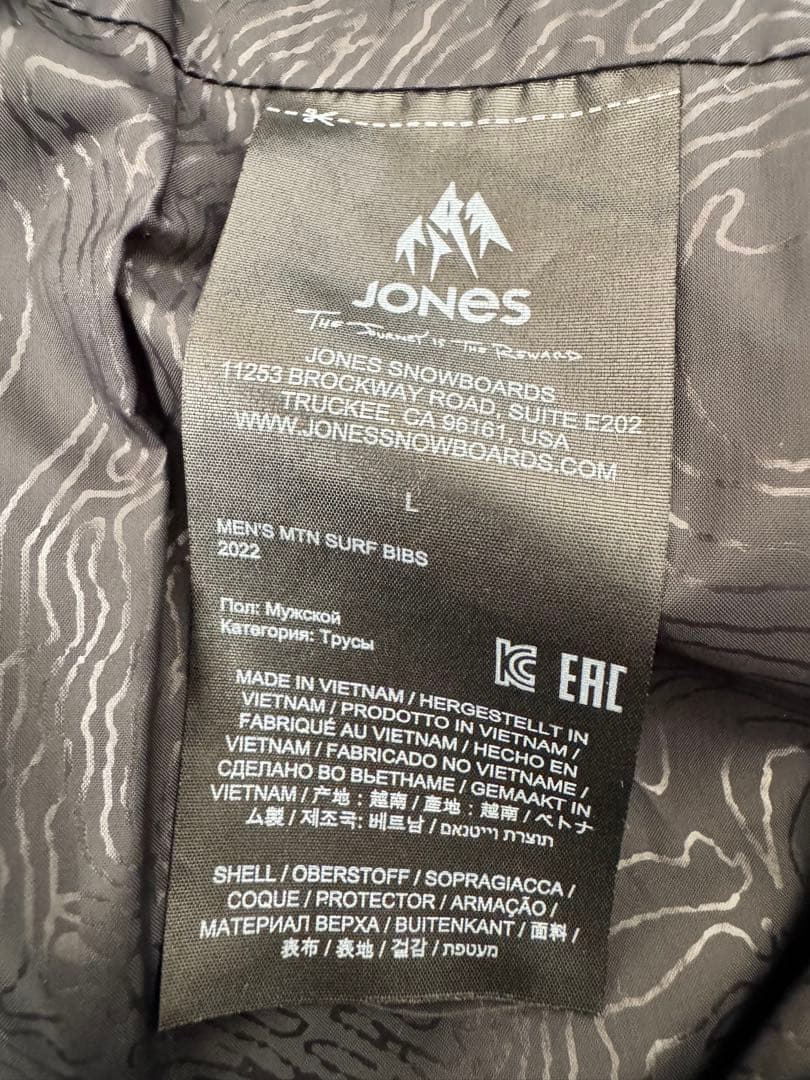 JONES
THE JOURNEY IS THE REWARD
JONES SNOWBOARDS
11253 BROCKWAY ROAD, SUITE E202
TRUCKEE, CA 96161, USA
WWW.JONESSNOWBOARDS.COM
L
MEN'S MTN SURF BIBS
2022
Пол: Мужской
Категория: Трусы
EAC
MADE IN VIETNAM / HERGESTELLT IN
VIETNAM / PRODOTTO IN VIETNAM /
FABRIQUÉ AU VIETNAM / HECHO EN
VIETNAM / FABRICADO NO VIETNAME /
СДЕЛАНО ВО ВЬЕТНАМЕ / GEMAAKT IN
VIETNAM / 产地：越南 / 產地：越南 / ベトナ
ム製 / 제조국: 베트남 / תוצרת וייטנאם
SHELL / OBERSTOFF / SOPRAGIACCA /
COQUE / PROTECTOR / ARMAÇÃO /
МАТЕРИАЛ ВЕРХА / BUITENKANT / 面料 /
表布 / 表地 / 겉감 / מעטפת